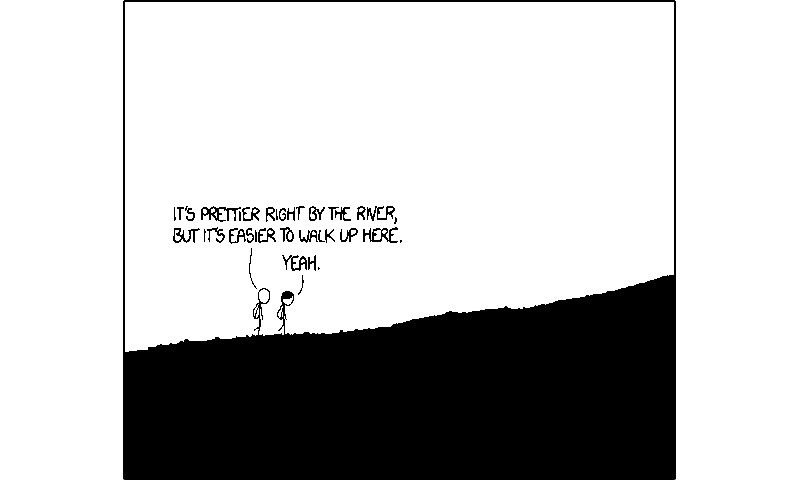 IT'S PRETTIER RIGHT BY THE RIVER,
BUT IT'S EASIER TO WALK UP HERE.
YEAH.